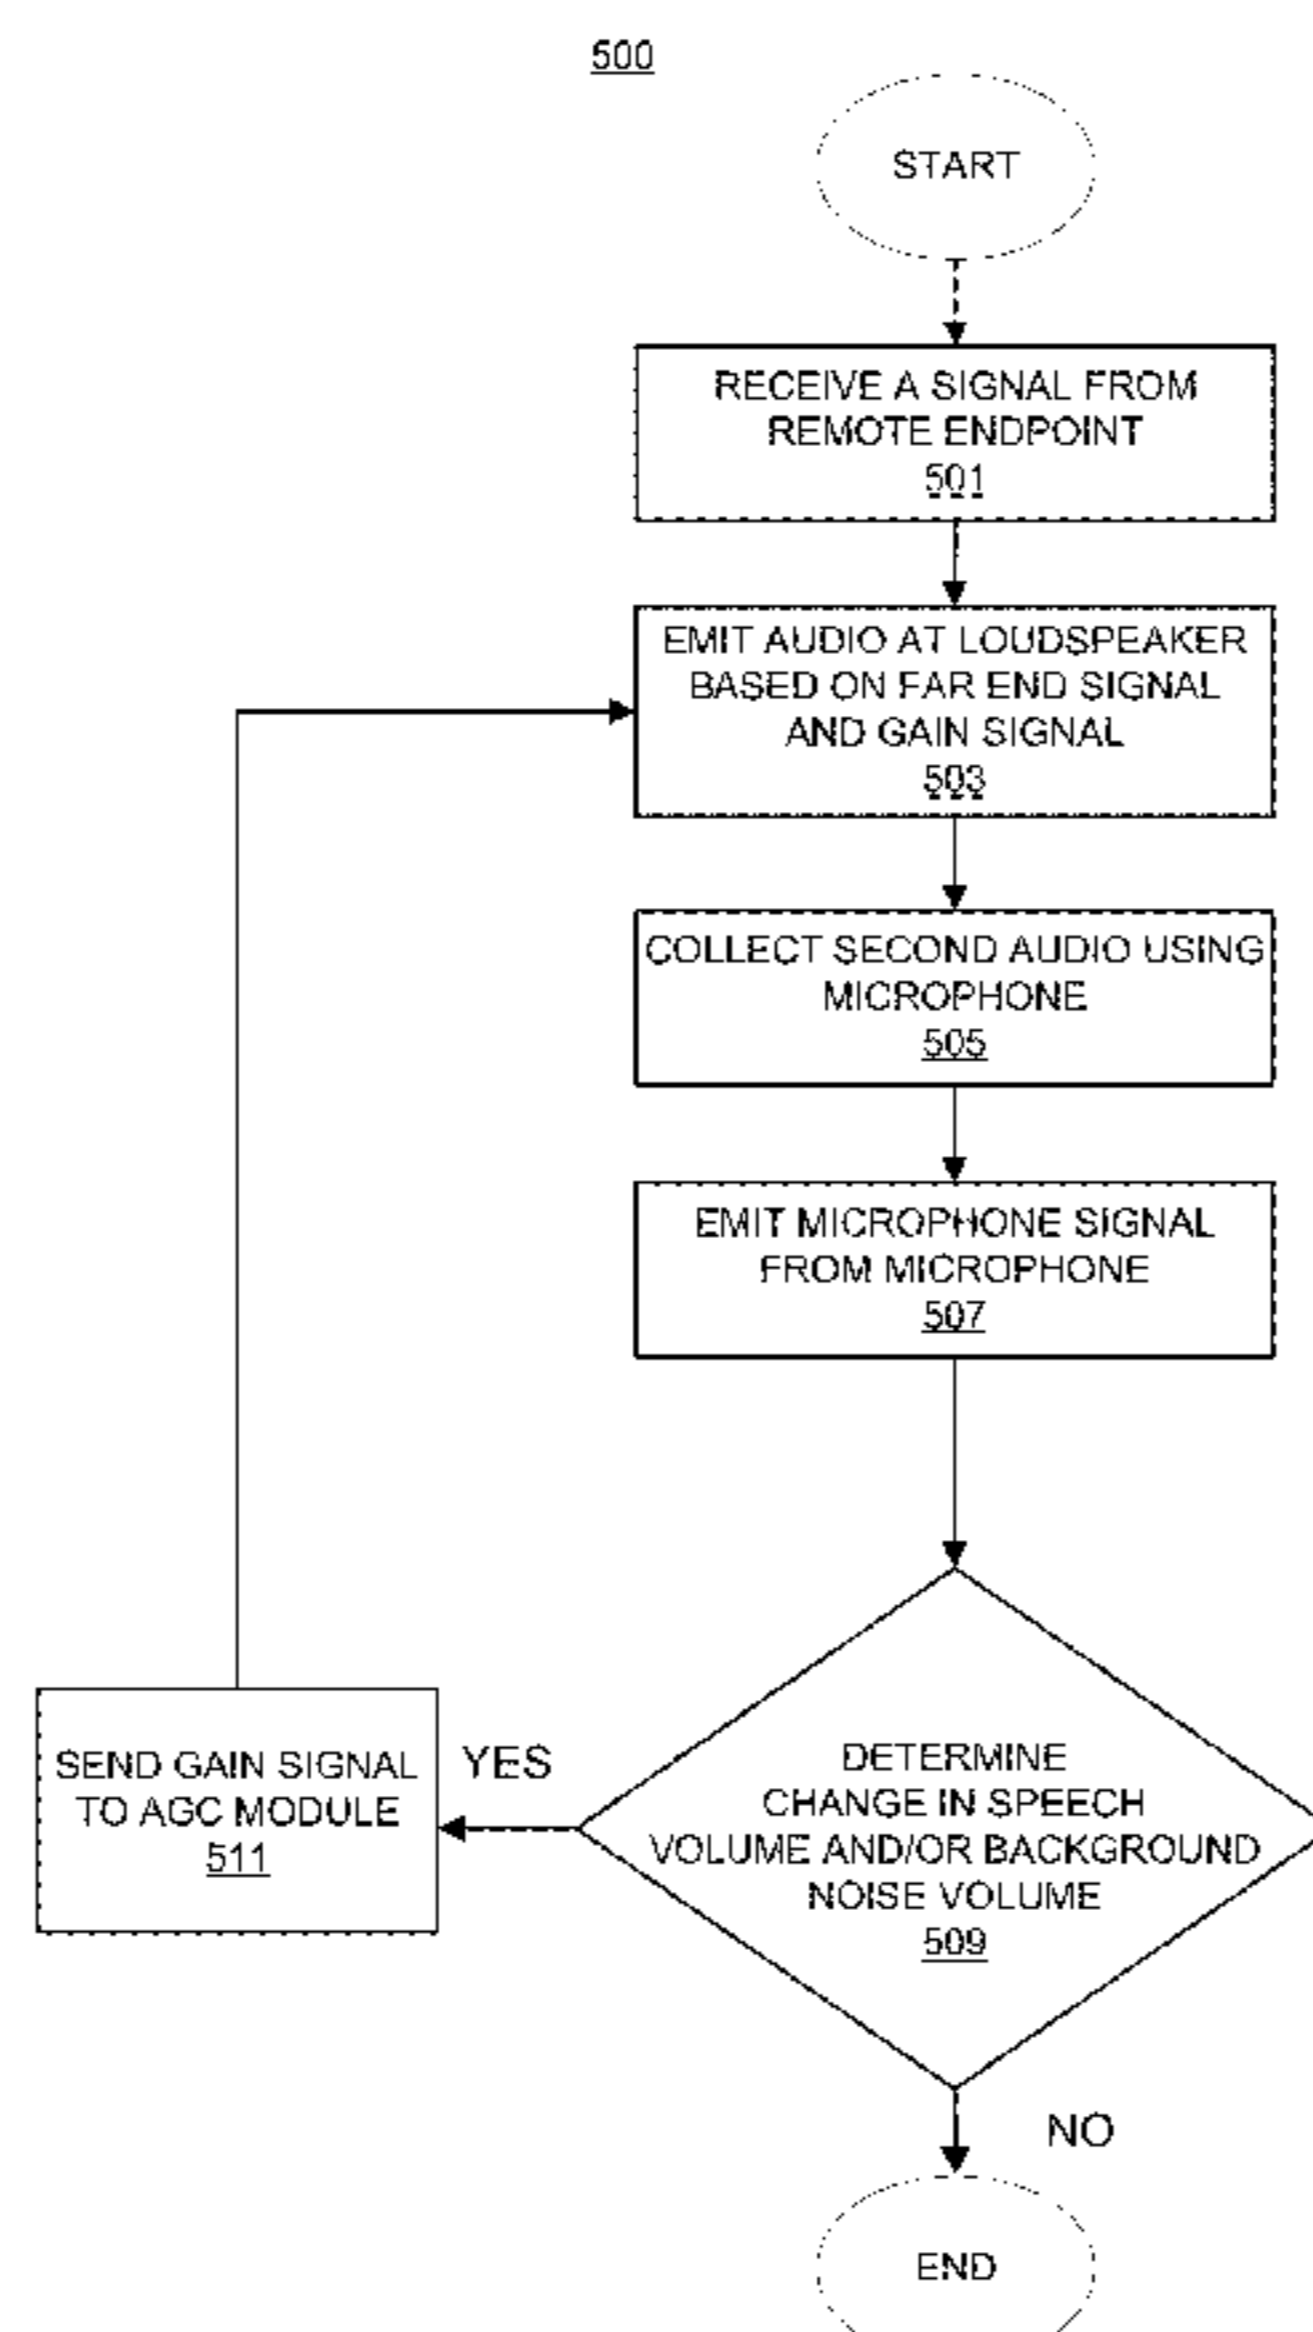 500
START
RECEIVE A SIGNAL FROM
REMOTE ENDPOINT
501
EMIT AUDIO AT LOUDSPEAKER
BASED ON FAR END SIGNAL
AND GAIN SIGNAL
503
COLLECT SECOND AUDIO USING
MICROPHONE
505
EMIT MICROPHONE SIGNAL
FROM MICROPHONE
507
DETERMINE
CHANGE IN SPEECH
VOLUME AND/OR BACKGROUND
NOISE VOLUME
509
YES
SEND GAIN SIGNAL
TO AGC MODULE
511
NO
END